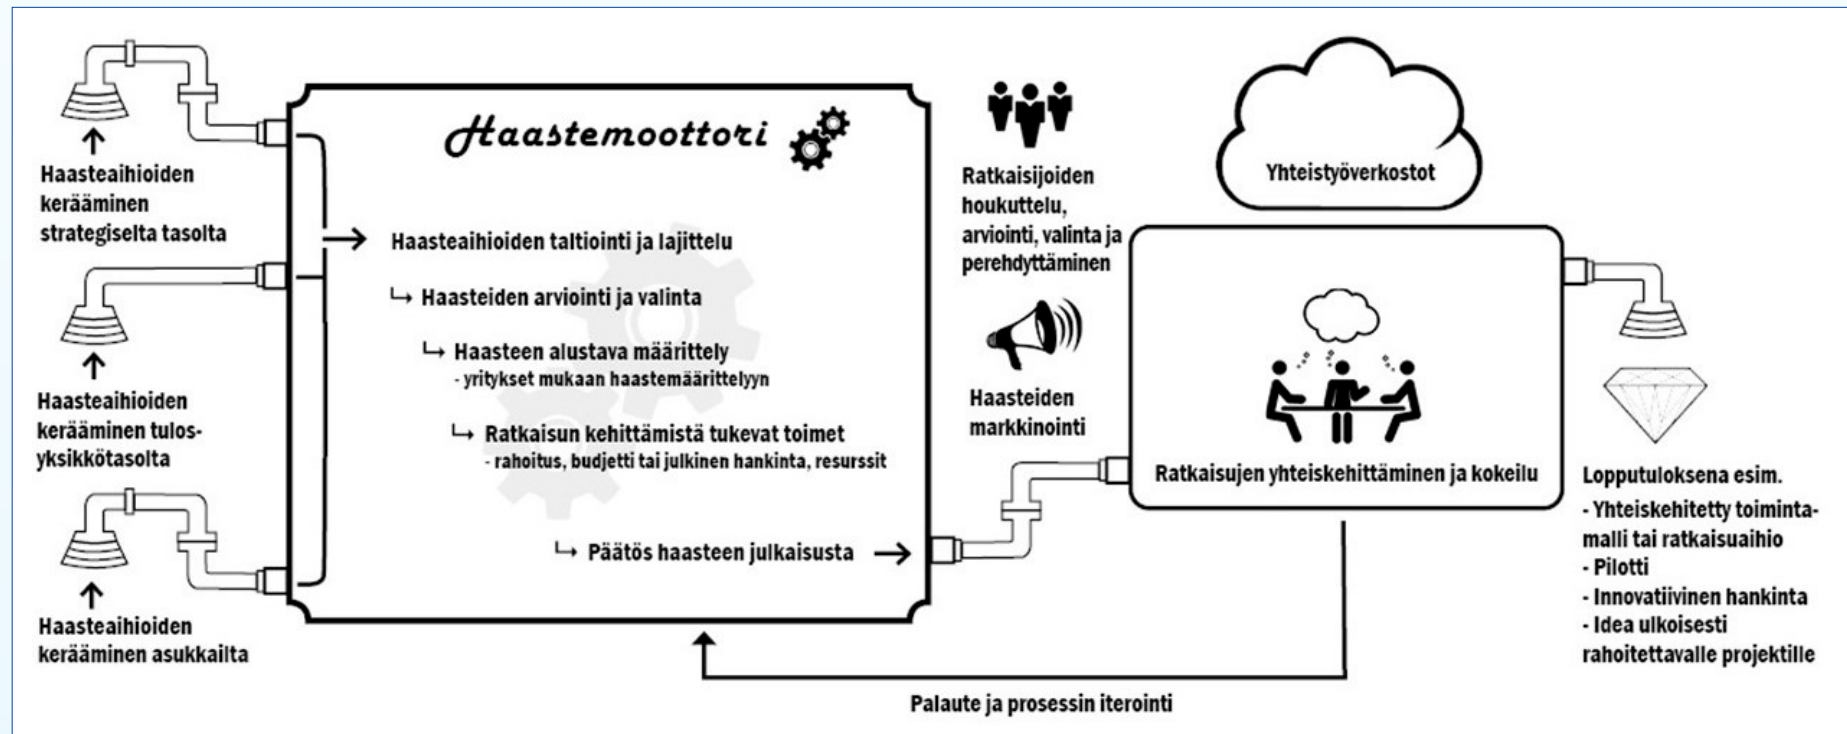 Haasteaihioiden
kerääminen
strategiselta tasolta
Haasteaihioiden
kerääminen tulos-
yksikkötasolta
Haasteaihioiden
kerääminen asukkailta
Haastemoottori
Haasteaihioiden taltiointi ja lajittelu
Haasteiden arviointi ja valinta
Haasteen alustava määrittely
- yritykset mukaan haastemäärittelyyn
Ratkaisun kehittämistä tukevat toimet
- rahoitus, budjetti tai julkinen hankinta, resurssit
Päätös haasteen julkaisusta
Ratkaisijoiden
houkuttelu,
arviointi, valinta ja
perehdyttäminen
Haasteiden
markkinointi
Yhteistyöverkostot
Ratkaisujen yhteiskehittäminen ja kokeilu
Lopputuloksena esim.
- Yhteiskehitetty toiminta-
malli tai ratkaisuaihio
- Pilotti
- Innovatiivinen hankinta
- Idea ulkoisesti
rahoitettavalle projektille
Palaute ja prosessin iterointi